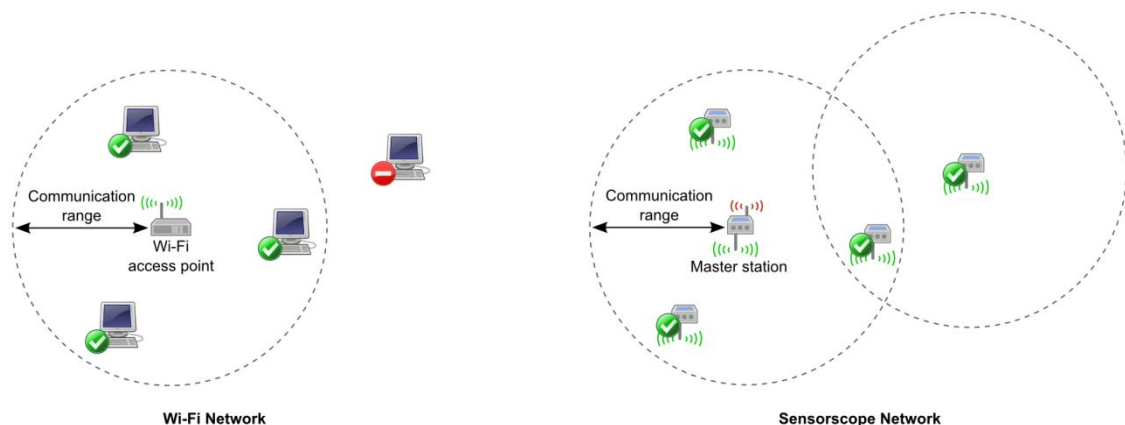 Communication
range
Wi-Fi
access point
Wi-Fi Network
Communication
range
Master station
Sensorscope Network